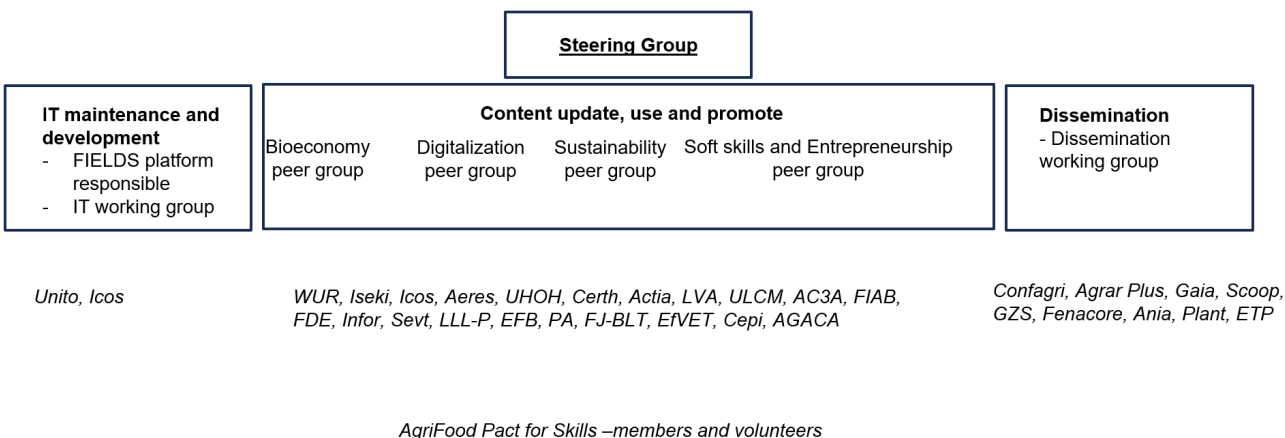 Steering Group
IT maintenance and
development
- FIELDS platform
responsible
- IT working group
Content update, use and promote
Bioeconomy
peer group
Digitalization
peer group
Sustainability
peer group
Soft skills and Entrepreneurship
peer group
Dissemination
- Dissemination
working group
Unito, Icos
WUR, Iseki, Icos, Aeres, UHOH, Certh, Actia, LVA, ULCM, AC3A, FIAB,
FDE, Infor, Sevt, LLL-P, EFB, PA, FJ-BLT, EfVET, Cepi, AGACA
Confagri, Agrar Plus, Gaia, Scoop,
GZS, Fenacore, Ania, Plant, ETP
AgriFood Pact for Skills –members and volunteers